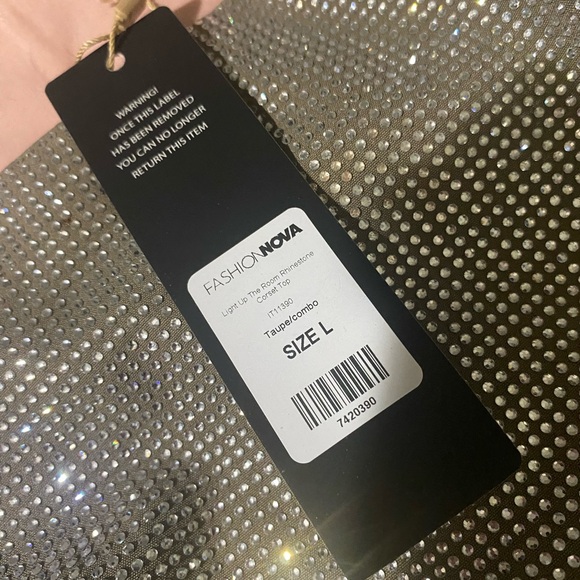 WARNING!
ONCE THIS LABEL
HAS BEEN REMOVED
YOU CAN NO LONGER
RETURN THIS ITEM
FASHIONNOVA
Light Up The Room Rhinestone
Corset Top
IT11390
Taupe/combo
SIZE L
7420390